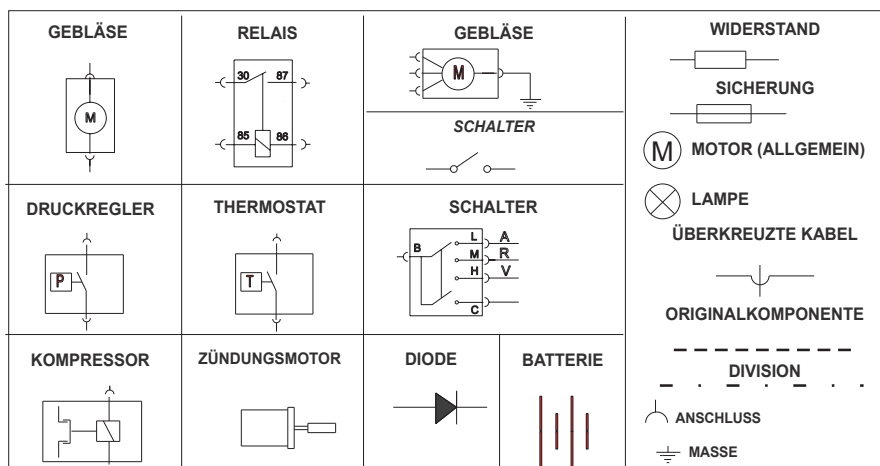 GEBLÄSE
M
RELAIS
30 87
85 86
GEBLÄSE
M
SCHALTER
WIDERSTAND
SICHERUNG
M MOTOR (ALLGEMEIN)
LAMPE
ÜBERKREUZTE KABEL
ORIGINALKOMPONENTE
DIVISION
ANSCHLUSS
MASSE
DRUCKREGLER
P
THERMOSTAT
T
SCHALTER
B L A
M R
H V
C
KOMPRESSOR
ZÜNDUNGSMOTOR
DIODE
BATTERIE